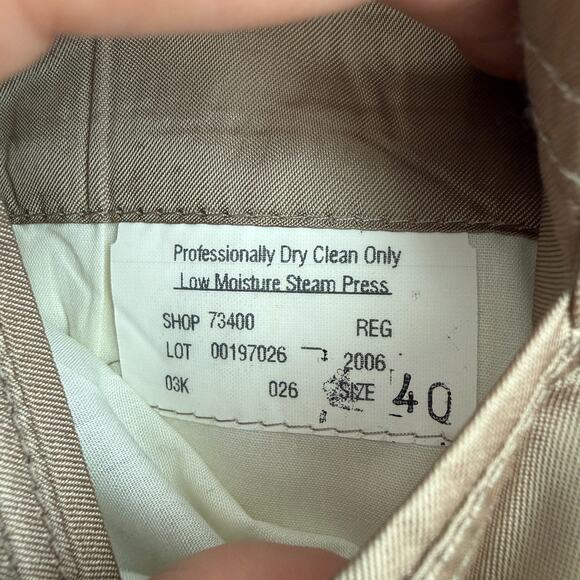 Professionally Dry Clean Only
Low Moisture Steam Press
SHOP 73400 REG
LOT 00197026 2006
03K 026 SIZE 40